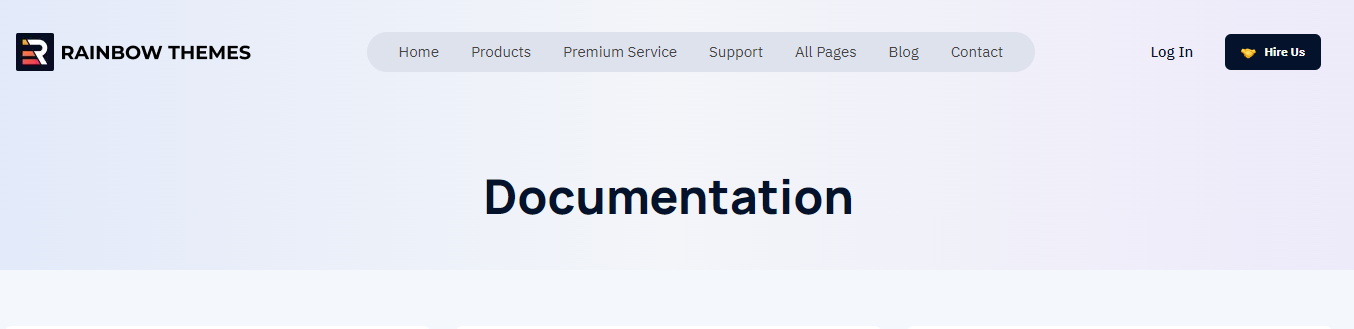 RAINBOW THEMES
Home Products Premium Service Support All Pages Blog Contact
Log In
Hire Us
Documentation